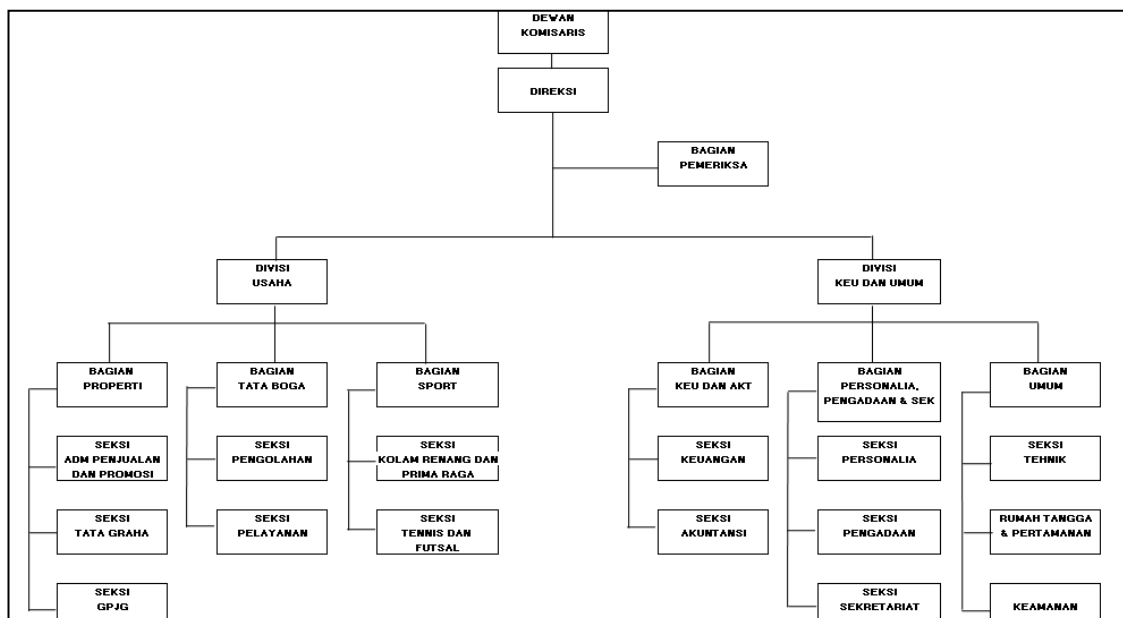 DEWAN
KOMISARIS
DIREKSI
BAGIAN
PEMERIKSA
DIVISI
USAHA
DIVISI
KEU DAN UMUM
BAGIAN
PROPERTI
BAGIAN
TATA BOGA
BAGIAN
SPORT
BAGIAN
KEU DAN AKT
BAGIAN
PERSONALIA,
PENGADAAN & SEK
BAGIAN
UMUM
SEKSI
ADM PENJUALAN
DAN PROMOSI
SEKSI
PENGOLAHAN
SEKSI
KOLAM RENANG DAN
PRIMA RAGA
SEKSI
KEUANGAN
SEKSI
PERSONALIA
SEKSI
TEHNIK
SEKSI
TATA GRAHA
SEKSI
PELAYANAN
SEKSI
TENNIS DAN
FUTSAL
SEKSI
AKUNTANSI
SEKSI
PENGADAAN
RUMAH TANGGA
& PERTAMANAN
SEKSI
GPJG
SEKSI
SEKRETARIAT
KEAMANAN